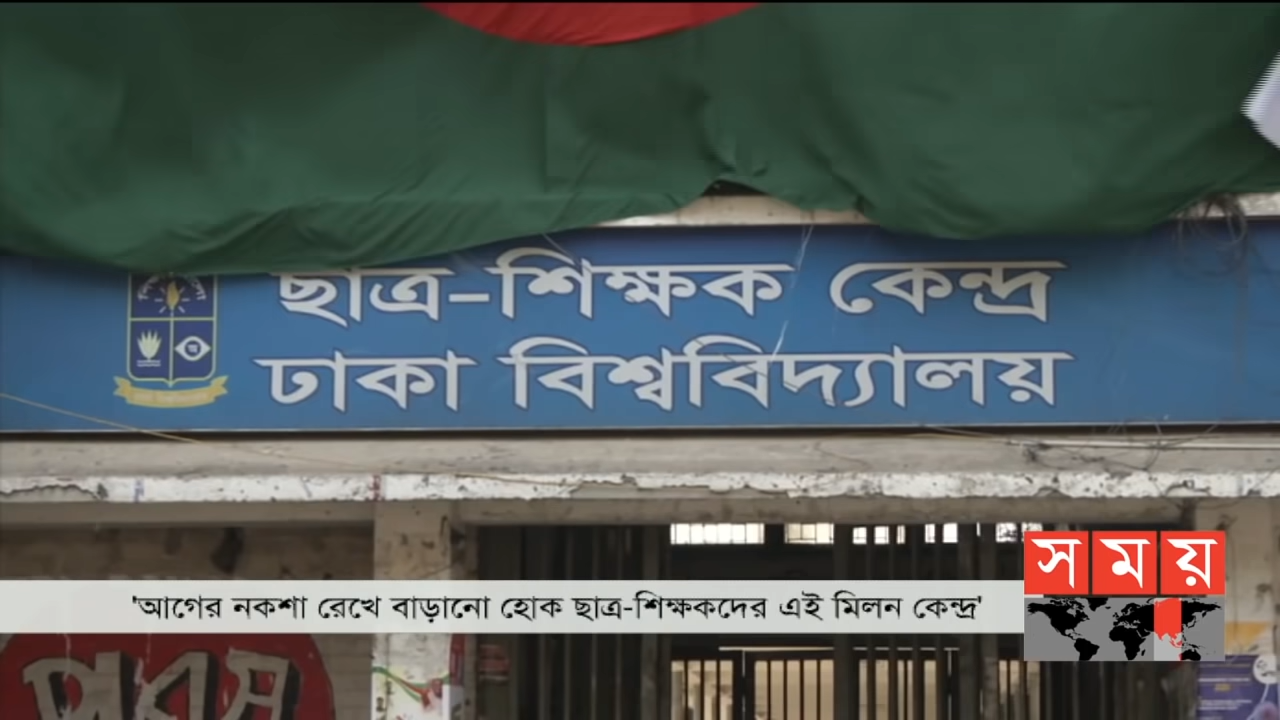 ছাত্র-শিক্ষক কেন্দ্র
ঢাকা বিশ্ববিদ্যালয়
সময়
'আগের নকশা রেখে বাড়ানো হোক ছাত্র-শিক্ষকদের এই মিলন কেন্দ্র'